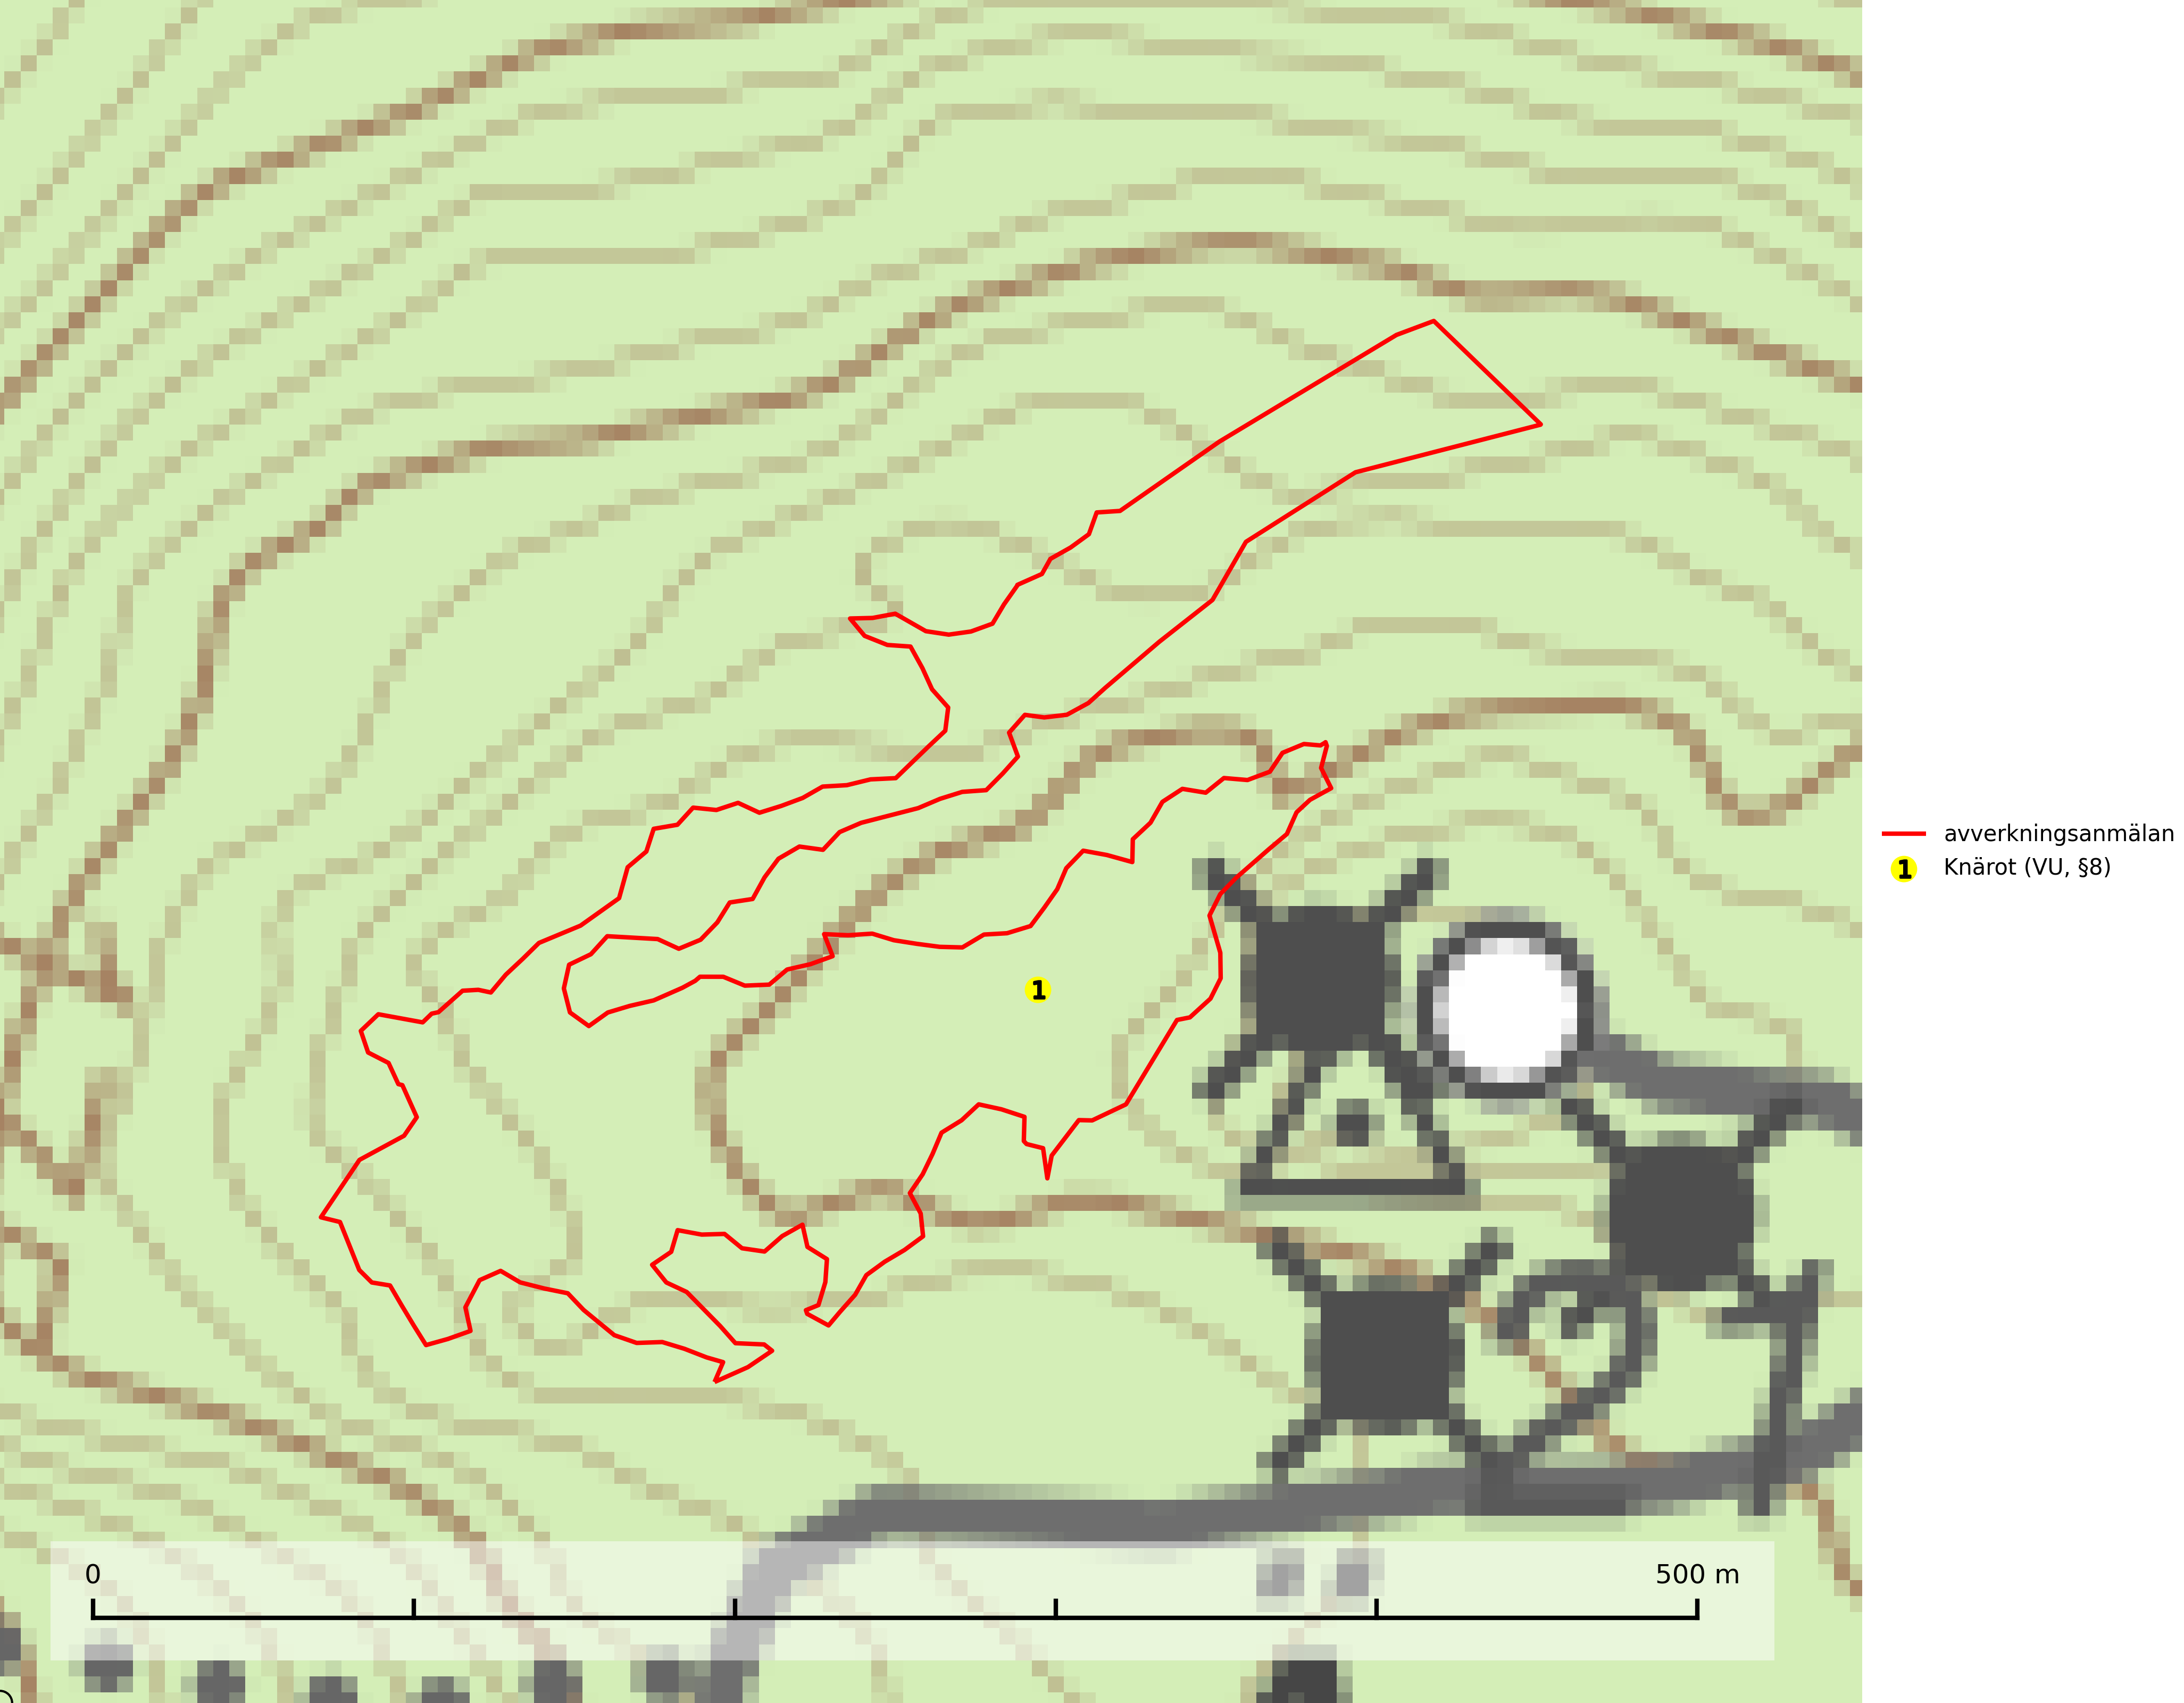 1
avverkningsanmälan
1 Knärot (VU, §8)
0 500 m